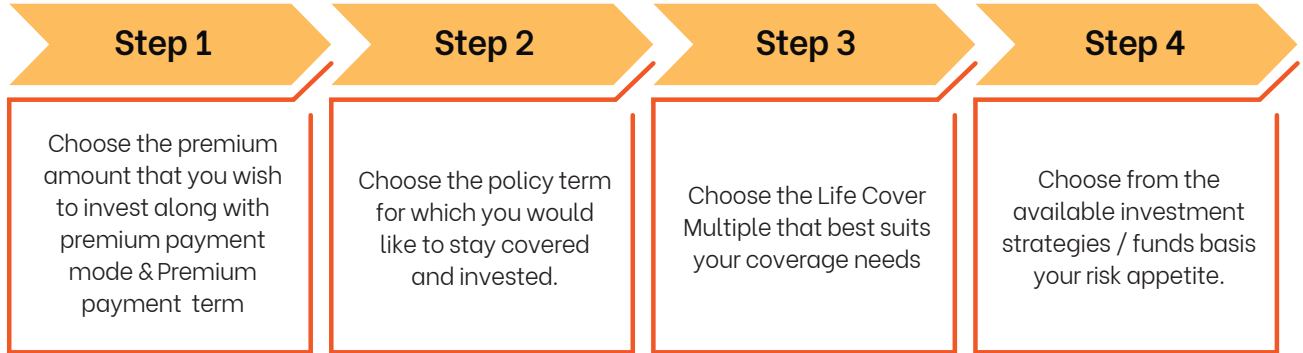 Step 1
Choose the premium
amount that you wish
to invest along with
premium payment
mode & Premium
payment term
Step 2
Choose the policy term
for which you would
like to stay covered
and invested.
Step 3
Choose the Life Cover
Multiple that best suits
your coverage needs
Step 4
Choose from the
available investment
strategies / funds basis
your risk appetite.